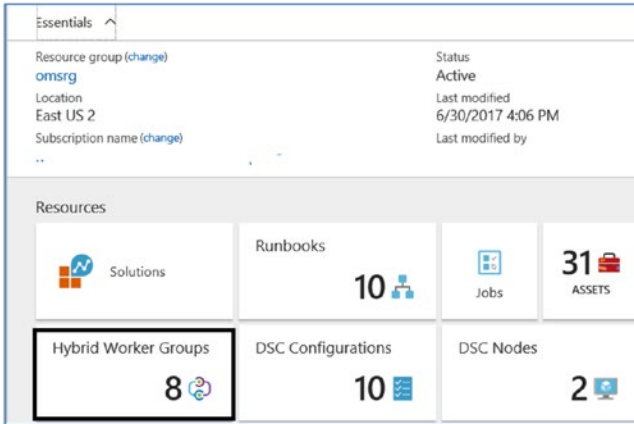 Essentials
Resource group (change)
omsrg
Location
East US 2
Subscription name (change)
Status
Active
Last modified
6/30/2017 4:06 PM
Last modified by
Resources
Solutions
Runbooks
10
Jobs
31
ASSETS
Hybrid Worker Groups
8
DSC Configurations
10
DSC Nodes
2